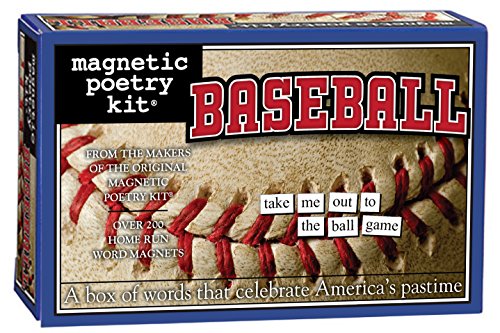 magnetic
poetry
kit®
BASEBALL
FROM THE MAKERS
OF THE ORIGINAL
MAGNETIC
POETRY KIT®
OVER 200
HOME RUN
WORD MAGNETS
take me out to
the ball game
A box of words that celebrate America's pastime